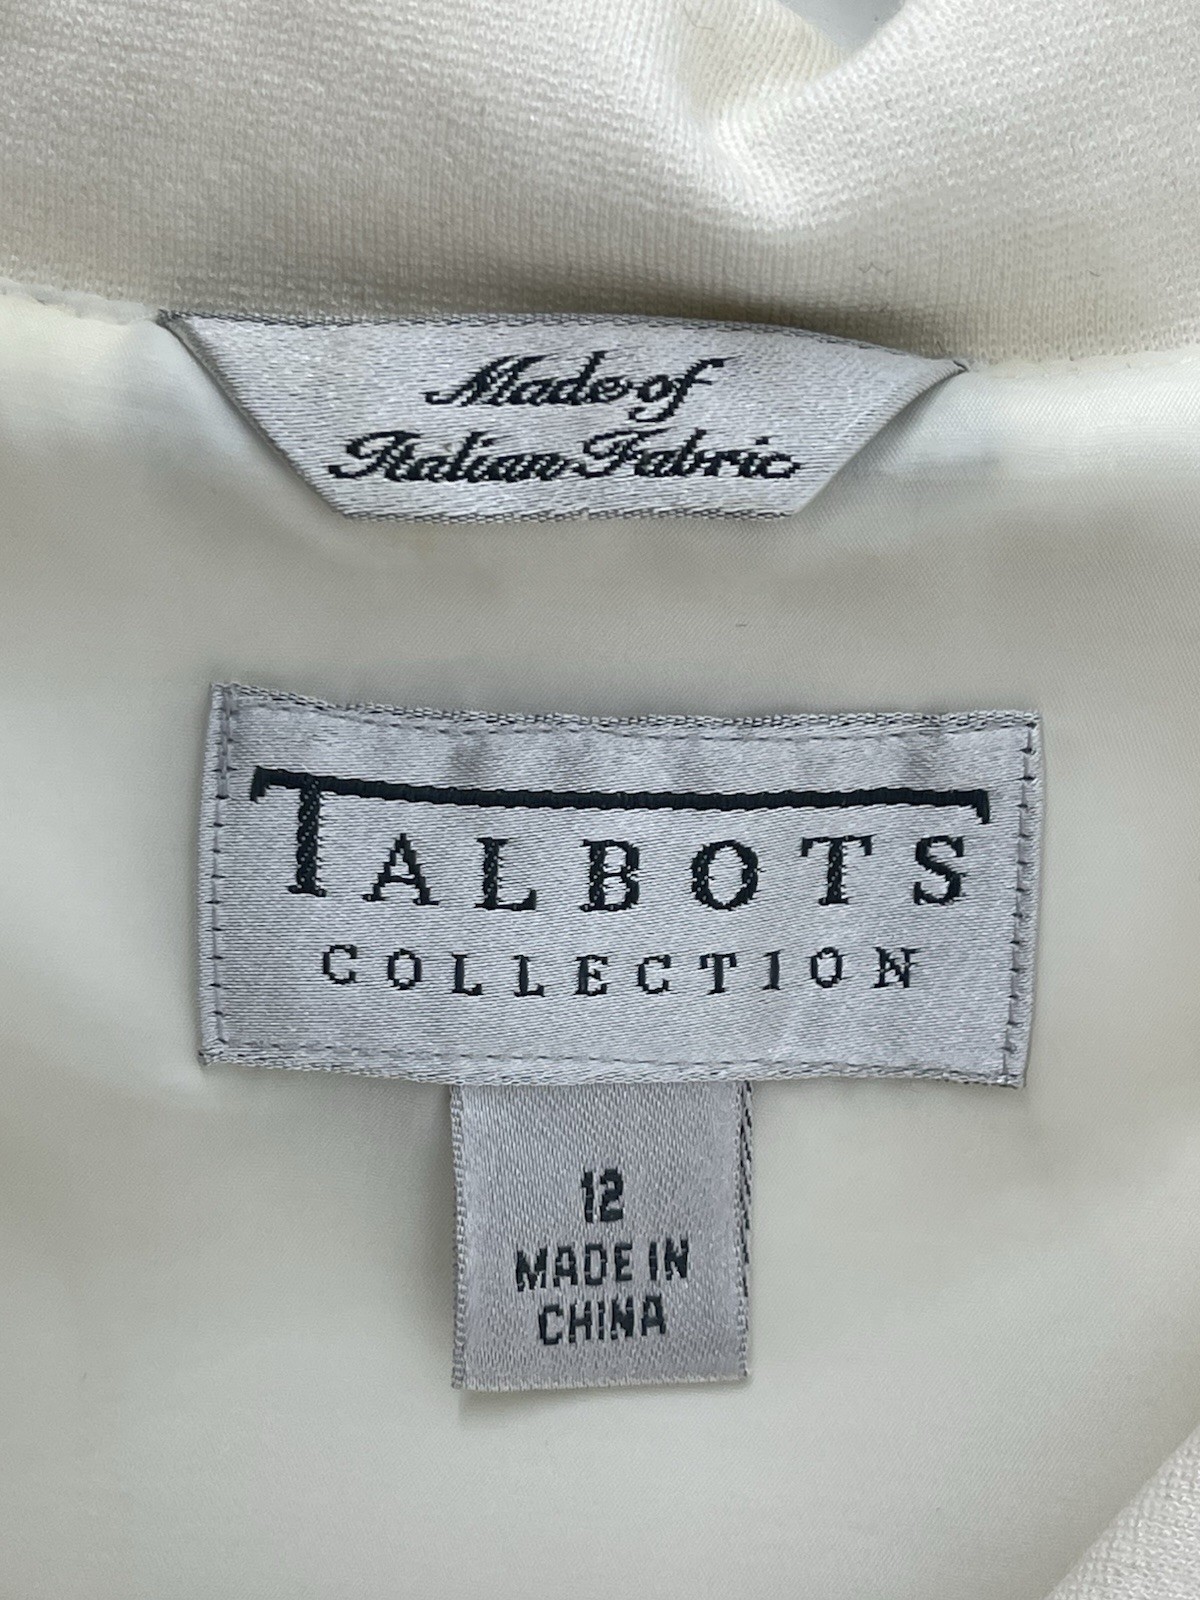 Made of
Italian Fabric
TALBOTS
COLLECTION
12
MADE IN
CHINA